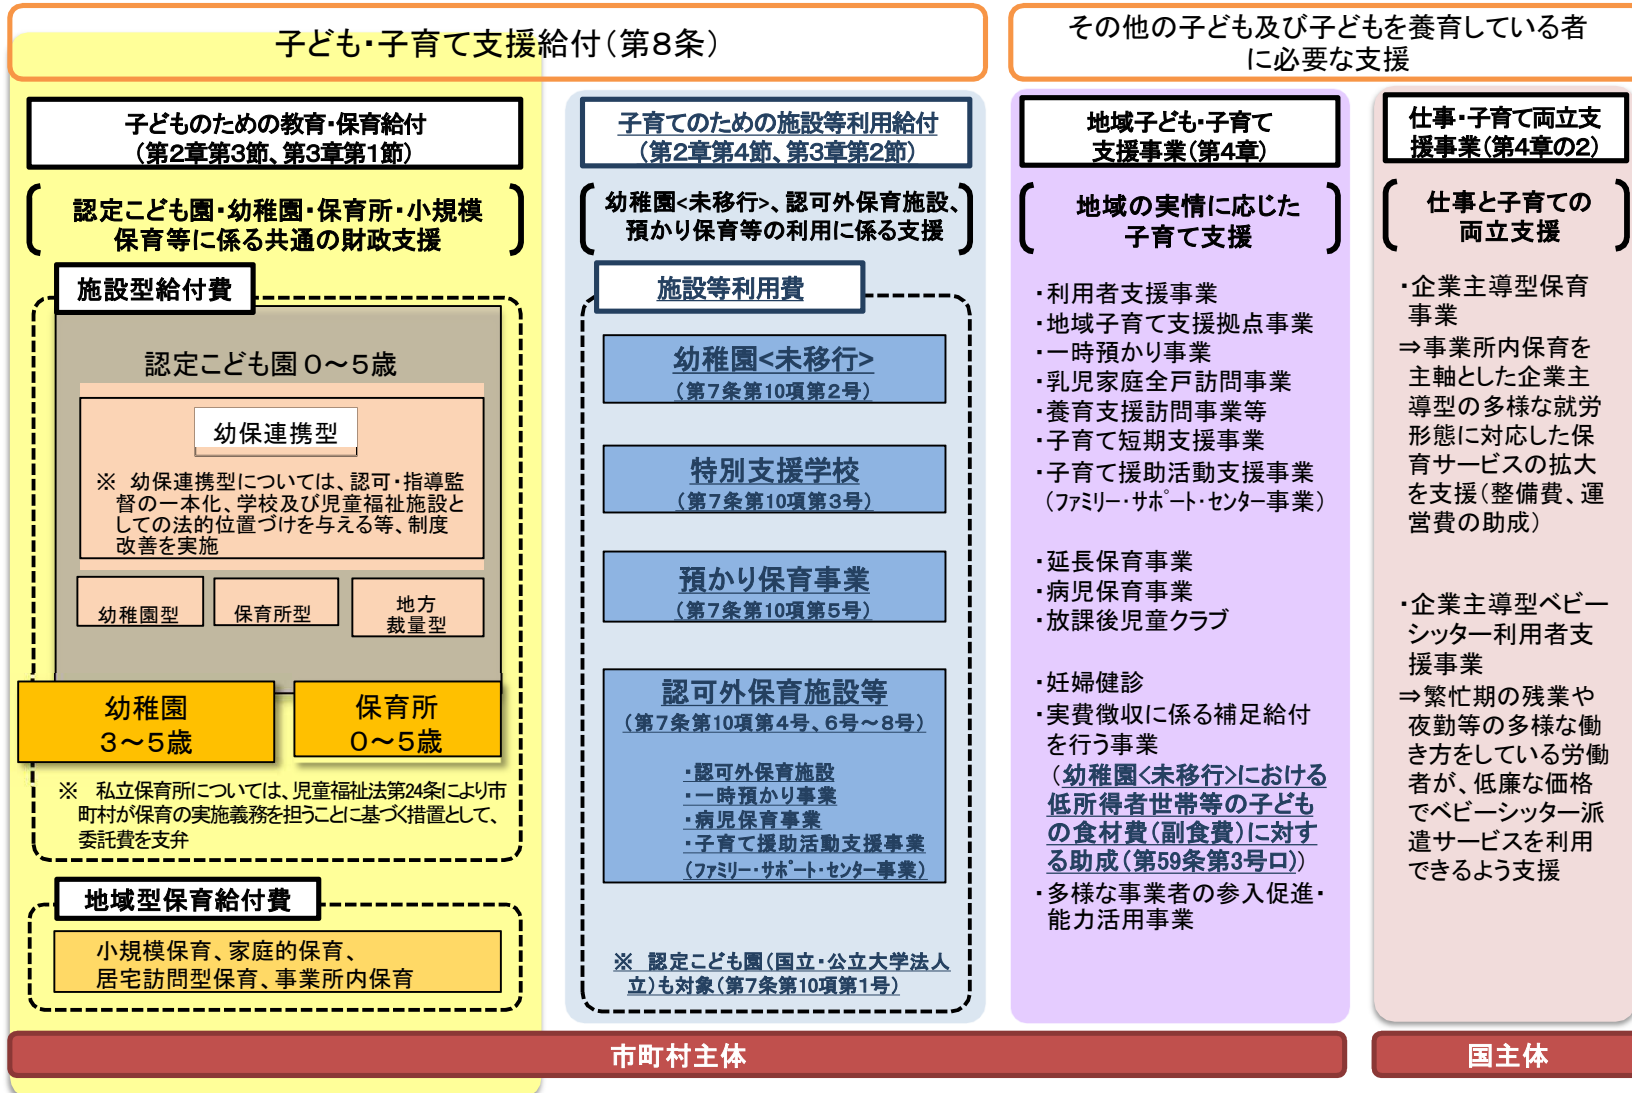 子ども・子育て支援給付（第８条）
その他の子ども及び子どもを養育している者
に必要な支援
子どものための教育・保育給付
（第２章第３節、第３章第１節）
認定こども園・幼稚園・保育所・小規模
保育等に係る共通の財政支援
施設型給付費
認定こども園０～５歳
幼保連携型
※　幼保連携型については、認可・指導監
督の一本化、学校及び児童福祉施設と
しての法的位置づけを与える等、制度
改善を実施
幼稚園型
保育所型
地方
裁量型
幼稚園
３～５歳
保育所
０～５歳
※　私立保育所については、児童福祉法第24条により市
町村が保育の実施義務を担うことに基づく措置として、
委託費を支弁
地域型保育給付費
小規模保育、家庭的保育、
居宅訪問型保育、事業所内保育
子育てのための施設等利用給付
（第２章第４節、第３章第２節）
幼稚園<未移行>、認可外保育施設、
預かり保育等の利用に係る支援
施設等利用費
幼稚園<未移行>
（第７条第10項第２号）
特別支援学校
（第７条第10項第３号）
預かり保育事業
（第７条第10項第５号）
認可外保育施設等
（第７条第10項第４号、６号～８号）
・認可外保育施設
・一時預かり事業
・病児保育事業
・子育て援助活動支援事業
（ファミリー・サポート・センター事業）
※　認定こども園（国立・公立大学法人
立）も対象（第７条第10項第１号）
地域子ども・子育て
支援事業（第４章）
地域の実情に応じた
子育て支援
・利用者支援事業
・地域子育て支援拠点事業
・一時預かり事業
・乳児家庭全戸訪問事業
・養育支援訪問事業等
・子育て短期支援事業
・子育て援助活動支援事業
（ファミリー・サポート・センター事業）
・延長保育事業
・病児保育事業
・放課後児童クラブ
・妊婦健診
・実費徴収に係る補足給付
を行う事業
（幼稚園<未移行>における
低所得者世帯等の子ども
の食材費（副食費）に対す
る助成（第59条第３号ロ））
・多様な事業者の参入促進・
能力活用事業
仕事・子育て両立支
援事業（第４章の２）
仕事と子育ての
両立支援
・企業主導型保育
事業
⇒事業所内保育を
主軸とした企業主
導型の多様な就労
形態に対応した保
育サービスの拡大
を支援（整備費、運
営費の助成）
・企業主導型ベビー
シッター利用者支
援事業
⇒繁忙期の残業や
夜勤等の多様な働
き方をしている労働
者が、低廉な価格
でベビーシッター派
遣サービスを利用
できるよう支援
市町村主体
国主体